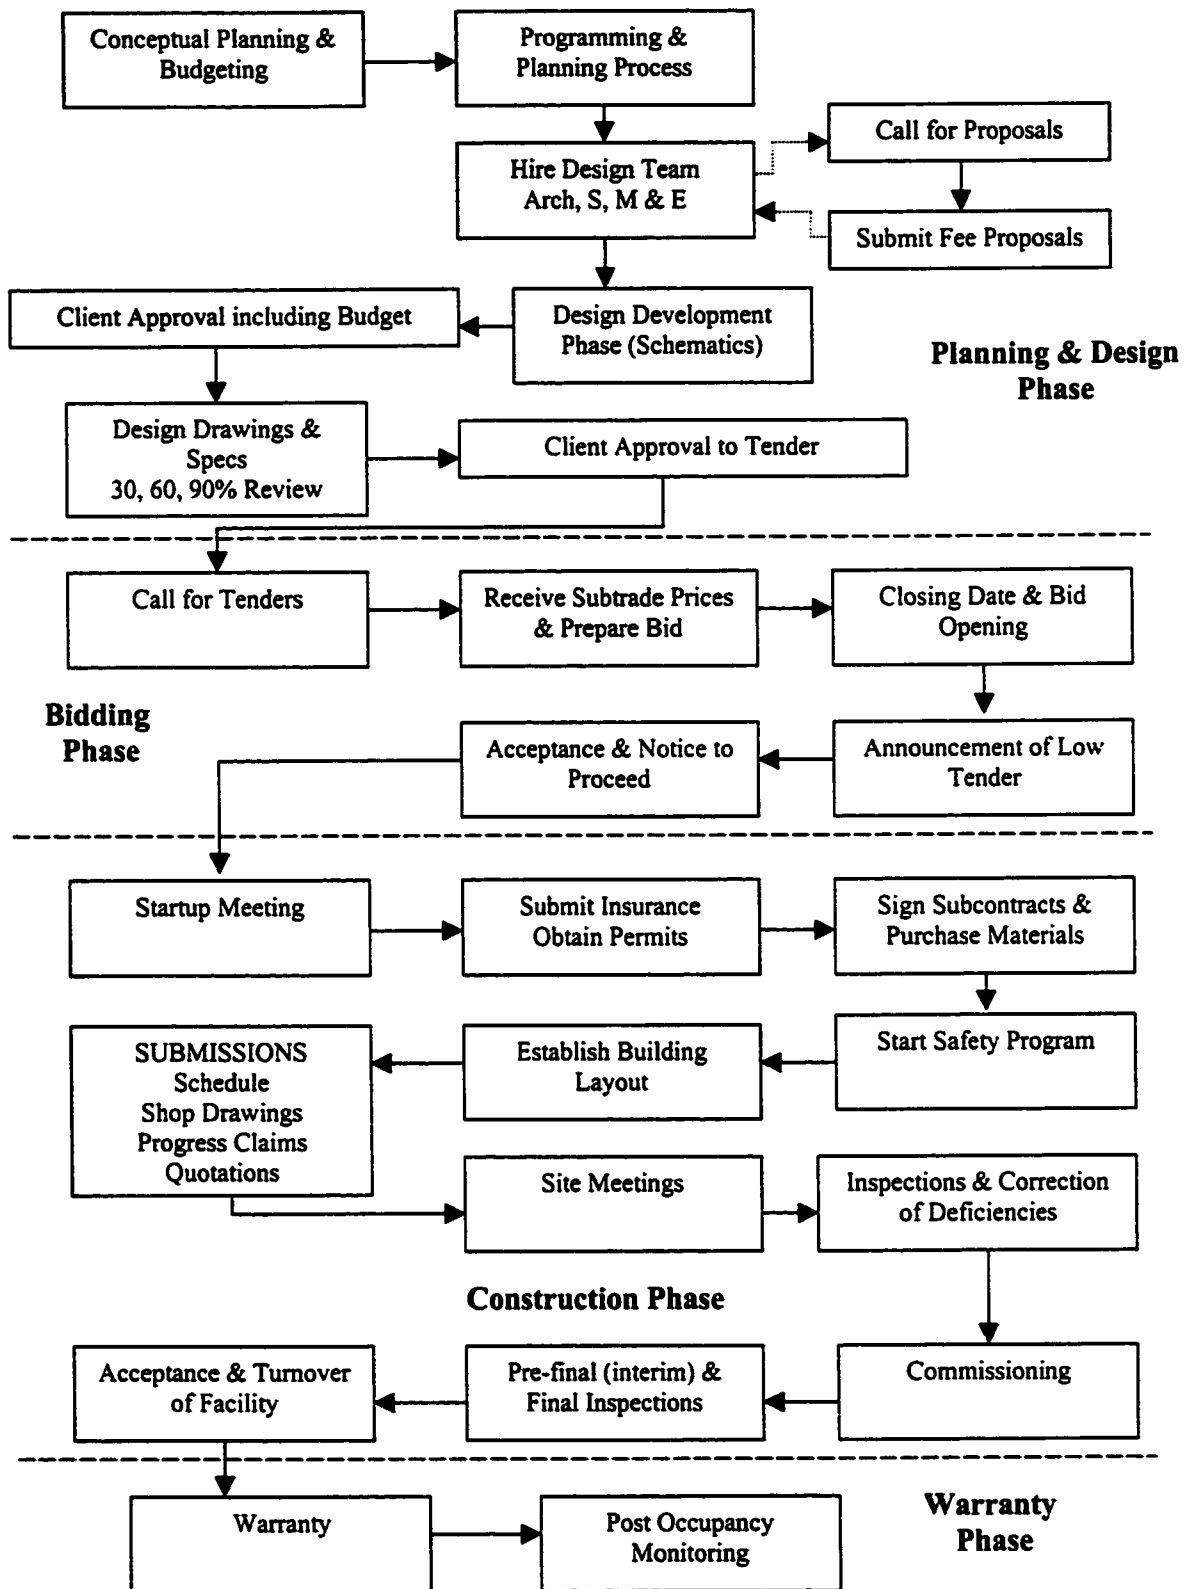 Conceptual Planning &
Budgeting
Programming &
Planning Process
Call for Proposals
Hire Design Team
Arch, S, M & E
Submit Fee Proposals
Client Approval including Budget
Design Development
Phase (Schematics)
Planning & Design
Phase
Design Drawings &
Specs
30, 60, 90% Review
Client Approval to Tender
Call for Tenders
Receive Subtrade Prices
& Prepare Bid
Closing Date & Bid
Opening
Bidding
Phase
Acceptance & Notice to
Proceed
Announcement of Low
Tender
Startup Meeting
Submit Insurance
Obtain Permits
Sign Subcontracts &
Purchase Materials
SUBMISSIONS
Schedule
Shop Drawings
Progress Claims
Quotations
Establish Building
Layout
Start Safety Program
Site Meetings
Inspections & Correction
of Deficiencies
Construction Phase
Acceptance & Turnover
of Facility
Pre-final (interim) &
Final Inspections
Commissioning
Warranty
Post Occupancy
Monitoring
Warranty
Phase